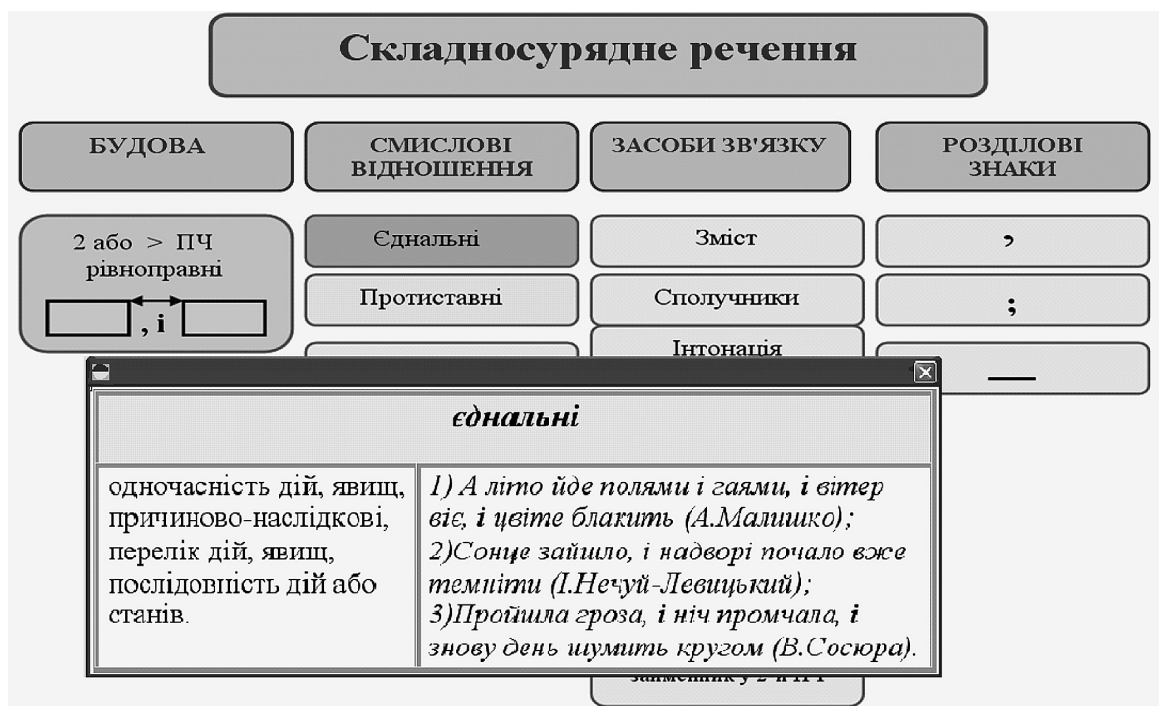 Складносурядне речення
БУДОВА
СМИСЛОВІ
ВІДНОШЕННЯ
ЗАСОБИ ЗВ'ЯЗКУ
РОЗДІЛОВІ
ЗНАКИ
2 або > ПЧ
рівноправні
, і
Єднальні
Протиставні
Зміст
Сполучники
Інтонація
,
;
—
єднальні
одночасність дій, явищ,
причиново-наслідкові,
перелік дій, явищ,
послідовність дій або
станів.
1) А літо йде полями і гаями, і вітер
віє, і цвіте блакить (А.Малишко);
2)Сонце зайшло, і надворі почало вже
темніти (І.Нечуй-Левицький);
3)Пройшла гроза, і ніч промчала, і
знову день шумить кругом (В.Сосюра).